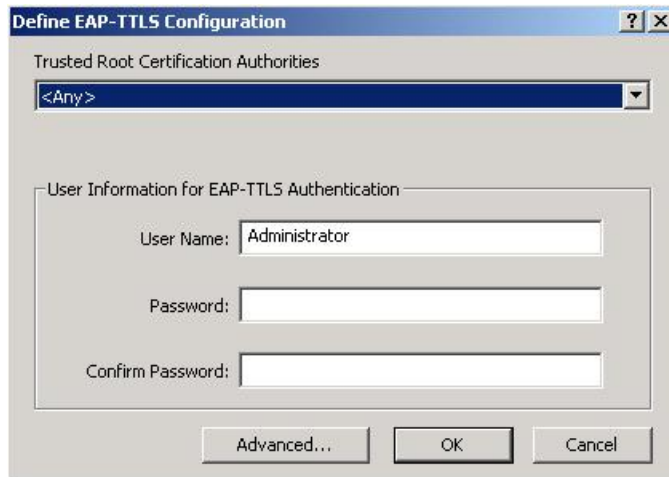 Define EAP-TTLS Configuration
Trusted Root Certification Authorities
<Any>
User Information for EAP-TTLS Authentication
User Name: Administrator
Password:
Confirm Password:
Advanced... OK Cancel